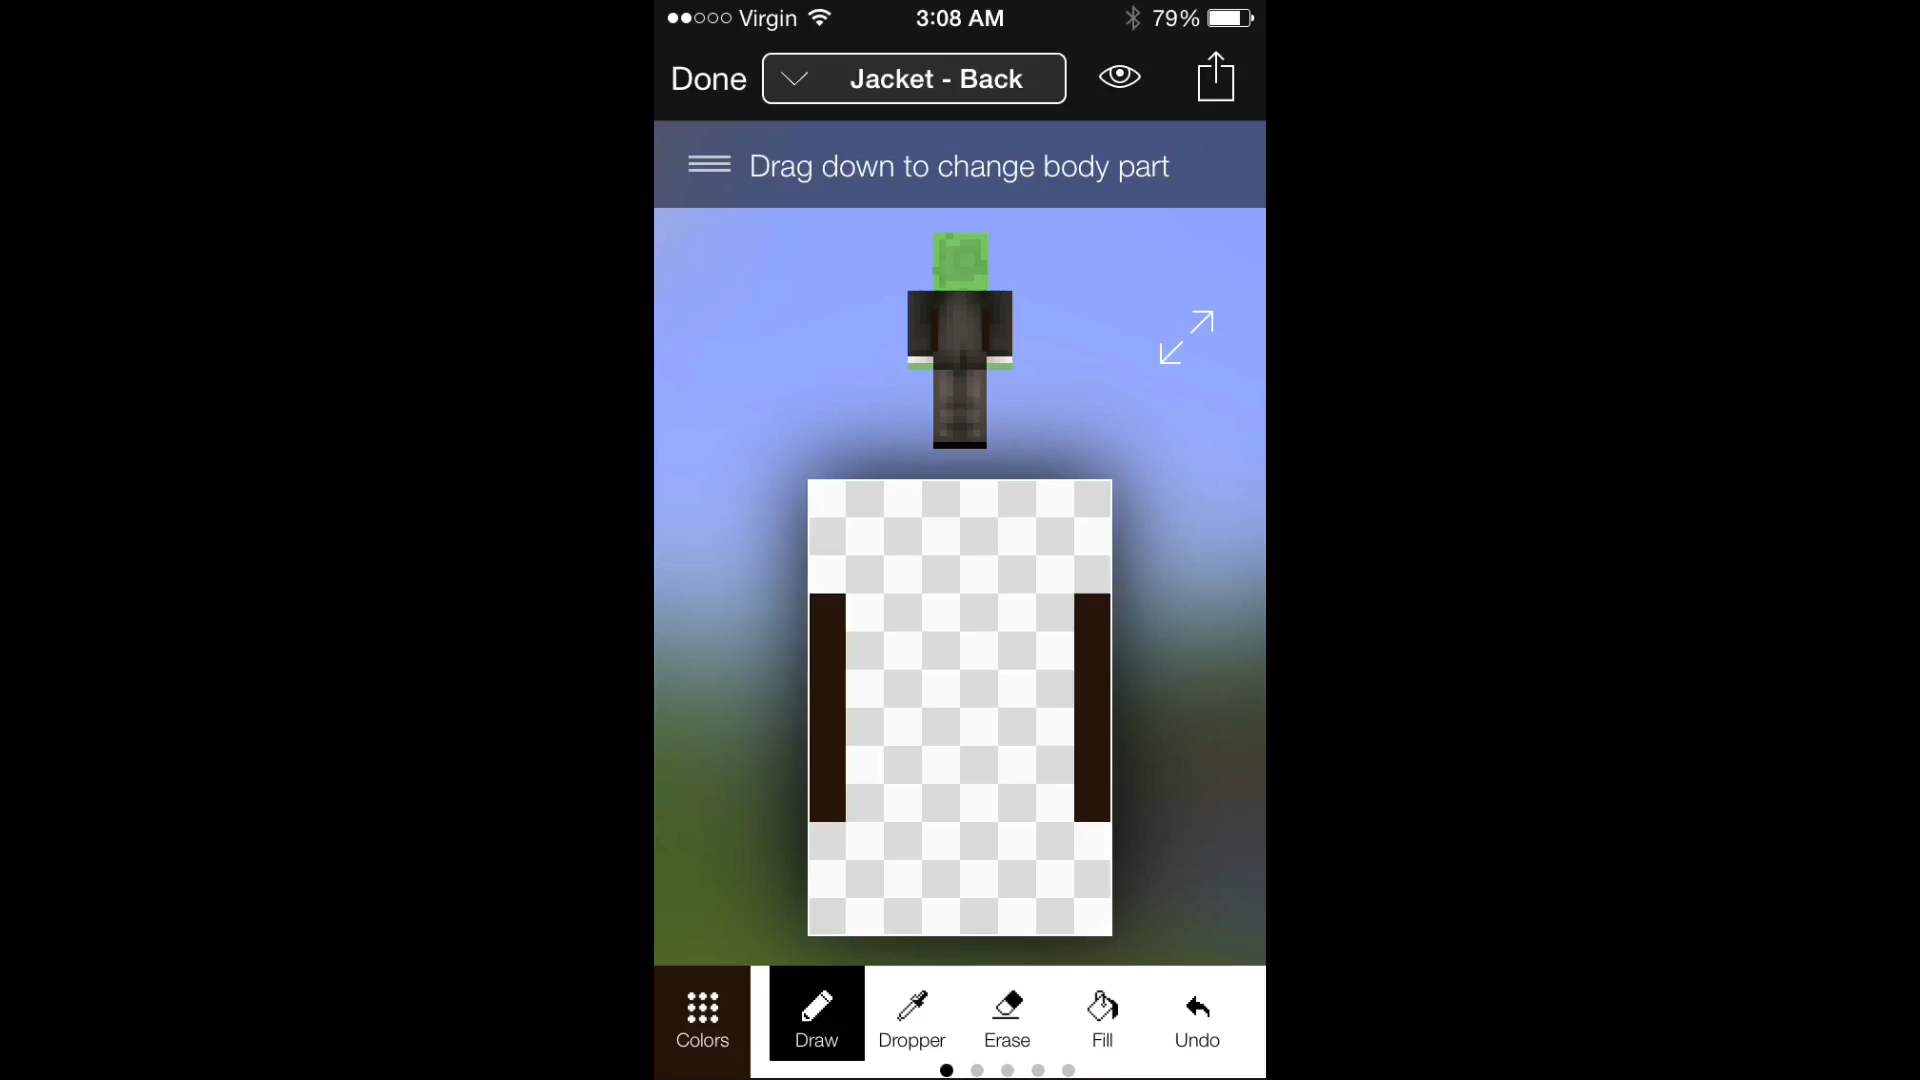 Virgin 3:08 AM 79%
Done Jacket - Back
Drag down to change body part
Colors Draw Dropper Erase Fill Undo